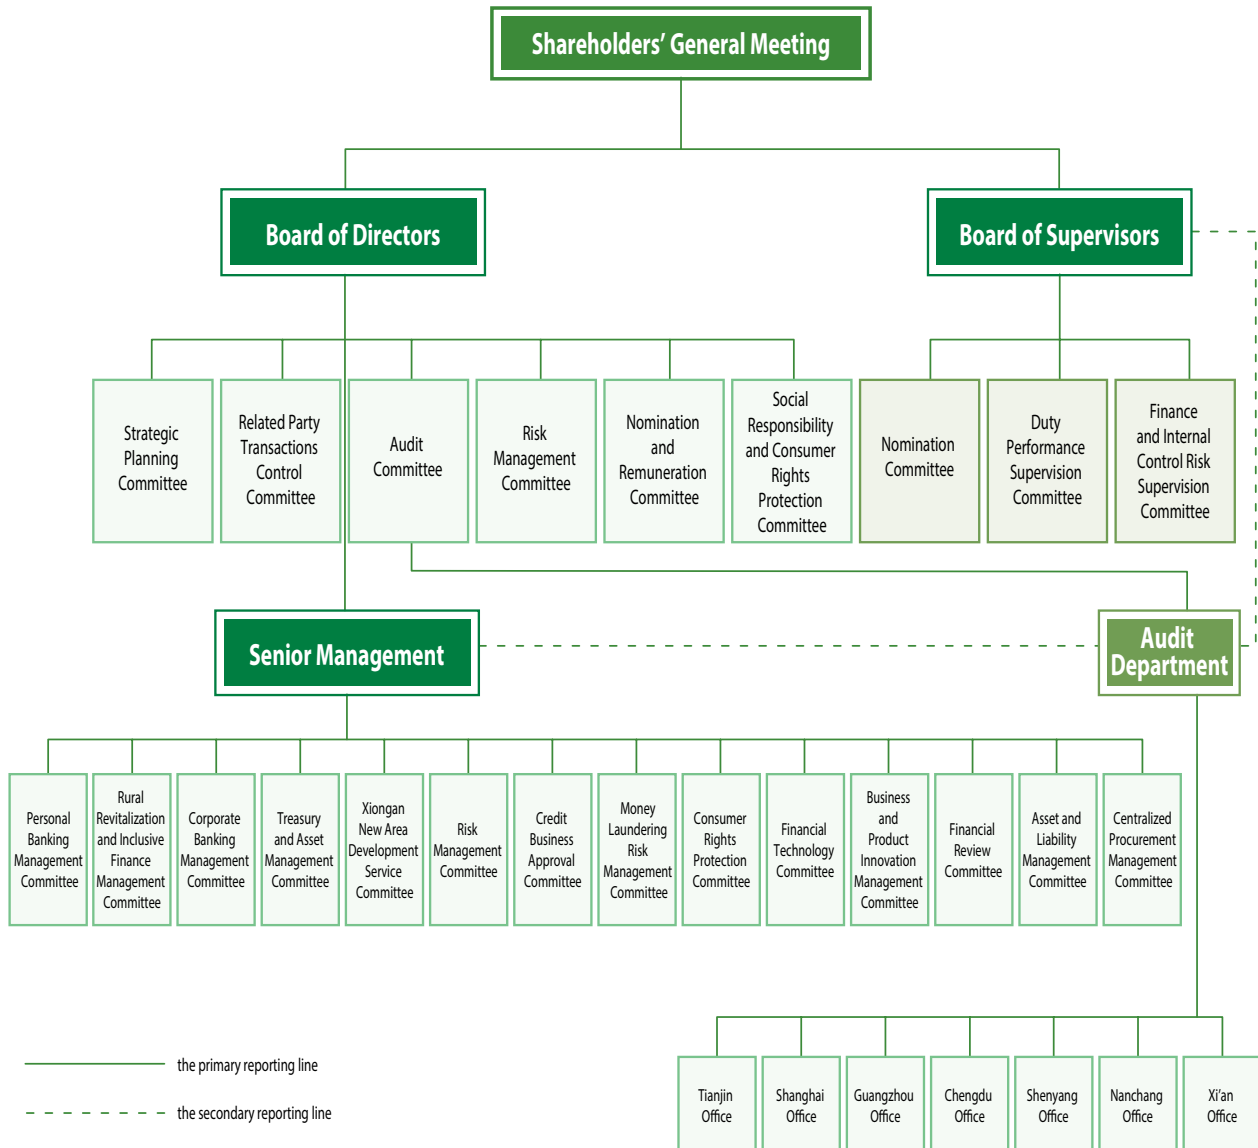 Shareholders’ General Meeting
Board of Directors
Board of Supervisors
Strategic
Planning
Committee
Related Party
Transactions
Control
Committee
Audit
Committee
Risk
Management
Committee
Nomination
and
Remuneration
Committee
Social
Responsibility
and Consumer
Rights
Protection
Committee
Nomination
Committee
Duty
Performance
Supervision
Committee
Finance
and Internal
Control Risk
Supervision
Committee
Senior Management
Audit
Department
Personal
Banking
Management
Committee
Rural
Revitalization
and Inclusive
Finance
Management
Committee
Corporate
Banking
Management
Committee
Treasury
and Asset
Management
Committee
Xiongan
New Area
Development
Service
Committee
Risk
Management
Committee
Credit
Business
Approval
Committee
Money
Laundering
Risk
Management
Committee
Consumer
Rights
Protection
Committee
Financial
Technology
Committee
Business
and
Product
Innovation
Management
Committee
Financial
Review
Committee
Asset and
Liability
Management
Committee
Centralized
Procurement
Management
Committee
the primary reporting line
the secondary reporting line
Tianjin
Office
Shanghai
Office
Guangzhou
Office
Chengdu
Office
Shenyang
Office
Nanchang
Office
Xi’an
Office